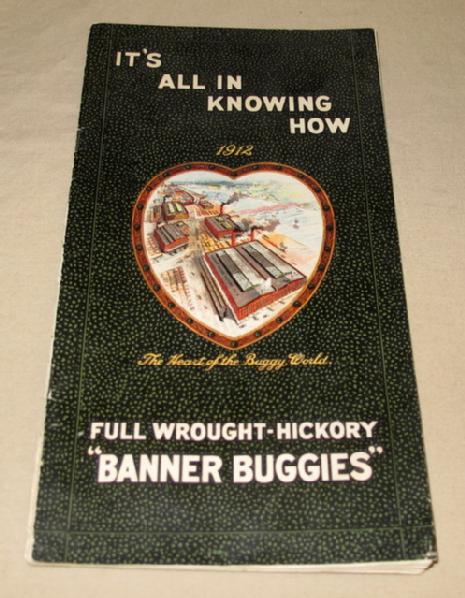 IT'S
ALL IN
KNOWING
HOW
1912
The Heart of the Buggy World.
FULL WROUGHT-HICKORY
"BANNER BUGGIES"